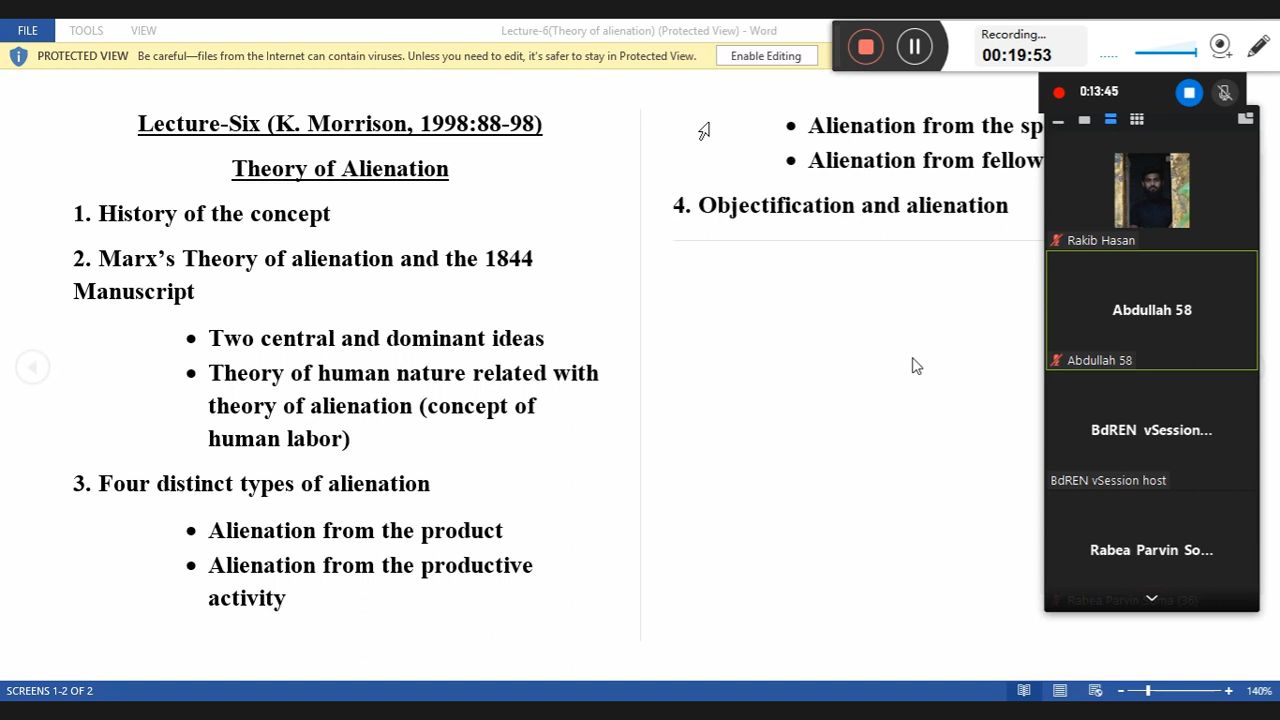 FILE TOOLS VIEW
Lecture-6(Theory of alienation) (Protected View) - Word
PROTECTED VIEW Be careful—files from the Internet can contain viruses. Unless you need to edit, it's safer to stay in Protected View. Enable Editing
Recording...
00:19:53
0:13:45
Lecture-Six (K. Morrison, 1998:88-98)
Theory of Alienation
1. History of the concept
2. Marx's Theory of alienation and the 1844
Manuscript
• Two central and dominant ideas
• Theory of human nature related with
theory of alienation (concept of
human labor)
3. Four distinct types of alienation
• Alienation from the product
• Alienation from the productive
activity
• Alienation from the sp
• Alienation from fellow
4. Objectification and alienation
Rakib Hasan
Abdullah 58
Abdullah 58
BdREN vSession...
BdREN vSession host
Rabea Parvin So...
Rabea Parvin Soma (36)
SCREENS 1-2 OF 2
140%